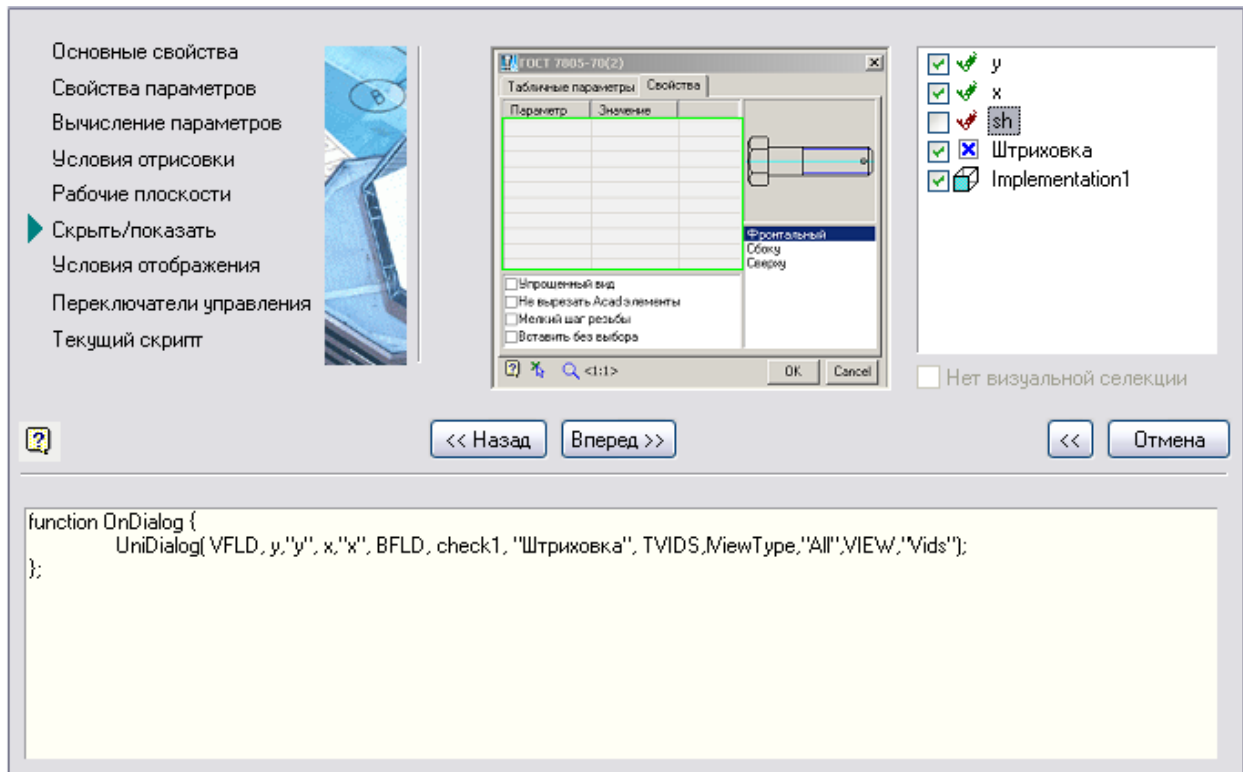 Основные свойства
Свойства параметров
Вычисление параметров
Условия отрисовки
Рабочие плоскости
Скрыть/показать
Условия отображения
Переключатели управления
Текущий скрипт
В
ГОСТ 7805-70(2)
Табличные параметры Свойства
Параметр Значение
Фронтальный
Сбоку
Сверху
Упрошенный вид
Не вырезать Acad элементы
Мелкий шаг резьбы
Вставить без выбора
<1:1>
OK Cancel
y
x
sh
Штриховка
Implementation1
Нет визуальной селекции
<< Назад Вперед >> << Отмена
function OnDialog {
UniDialog( VFLD, y,"y", x,"x", BFLD, check1, "Штриховка", TVIDS,iViewType,"All",VIEW,"Vids");
};